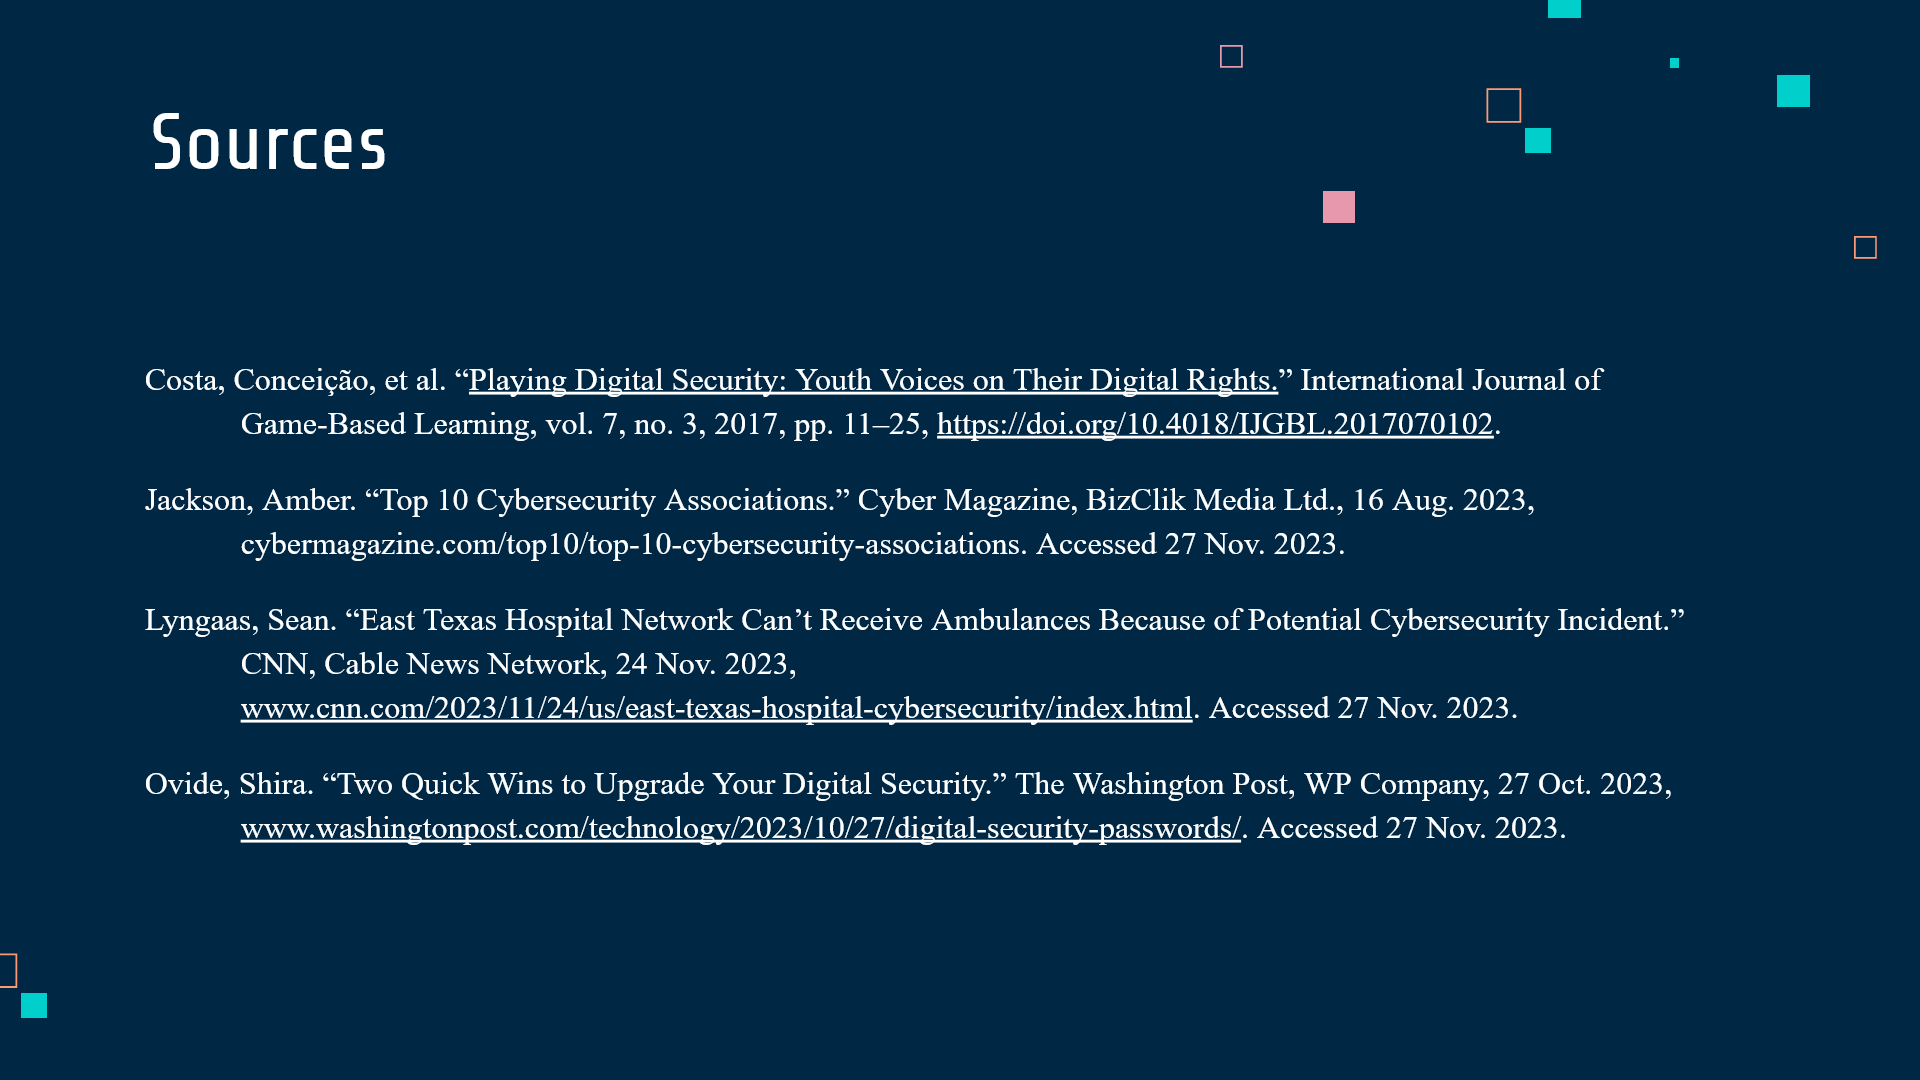 Sources
Costa, Conceição, et al. “Playing Digital Security: Youth Voices on Their Digital Rights.” International Journal of
Game-Based Learning, vol. 7, no. 3, 2017, pp. 11–25, https://doi.org/10.4018/IJGBL.2017070102.
Jackson, Amber. “Top 10 Cybersecurity Associations.” Cyber Magazine, BizClik Media Ltd., 16 Aug. 2023,
cybermagazine.com/top10/top-10-cybersecurity-associations. Accessed 27 Nov. 2023.
Lyngaas, Sean. “East Texas Hospital Network Can’t Receive Ambulances Because of Potential Cybersecurity Incident.”
CNN, Cable News Network, 24 Nov. 2023,
www.cnn.com/2023/11/24/us/east-texas-hospital-cybersecurity/index.html. Accessed 27 Nov. 2023.
Ovide, Shira. “Two Quick Wins to Upgrade Your Digital Security.” The Washington Post, WP Company, 27 Oct. 2023,
www.washingtonpost.com/technology/2023/10/27/digital-security-passwords/. Accessed 27 Nov. 2023.